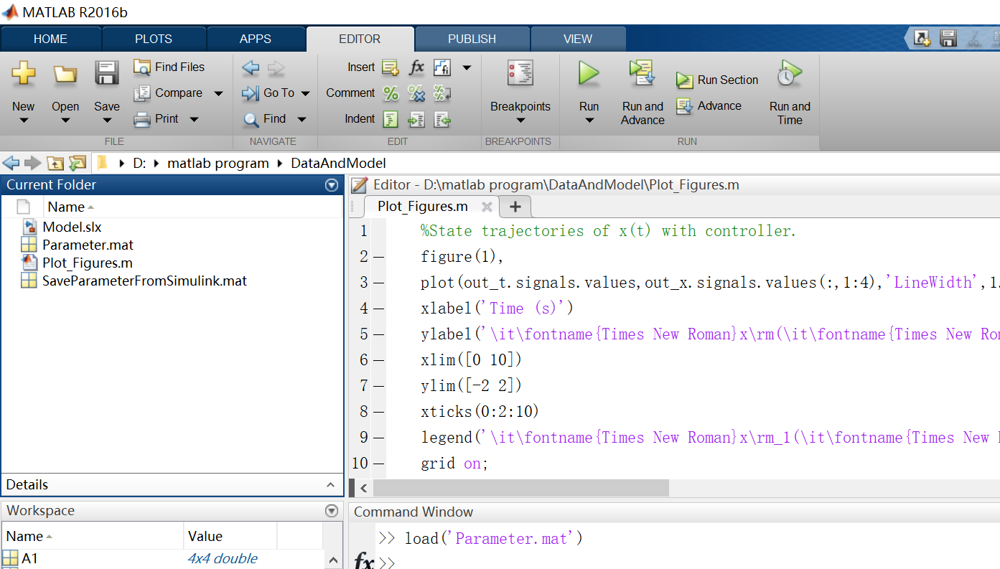 MATLAB R2016b
HOME PLOTS APPS EDITOR PUBLISH VIEW
Find Files
Compare
Print
New Open Save
FILE
Go To
Find
NAVIGATE
Insert fx fi
Comment
Indent
EDIT
Breakpoints
BREAKPOINTS
Run
Run and
Advance
Run Section
Advance
Run and
Time
RUN
D: matlab program DataAndModel
Current Folder
Name
Model.slx
Parameter.mat
Plot_Figures.m
SaveParameterFromSimulink.mat
Details
Workspace
Name Value
A1 4x4 double
Editor - D:\matlab program\DataAndModel\Plot_Figures.m
Plot_Figures.m
1 %State trajectories of x(t) with controller.
2 – figure(1),
3 – plot(out_t.signals.values,out_x.signals.values(:,1:4),'LineWidth',1.
4 – xlabel('Time (s)')
5 – ylabel('\it\fontname{Times New Roman}x\rm(\it\fontname{Times New Ro
6 – xlim([0 10])
7 – ylim([-2 2])
8 – xticks(0:2:10)
9 – legend('\it\fontname{Times New Roman}x\rm_1(\it\fontname{Times New
10 – grid on;
Command Window
>> load('Parameter.mat')
fx >>